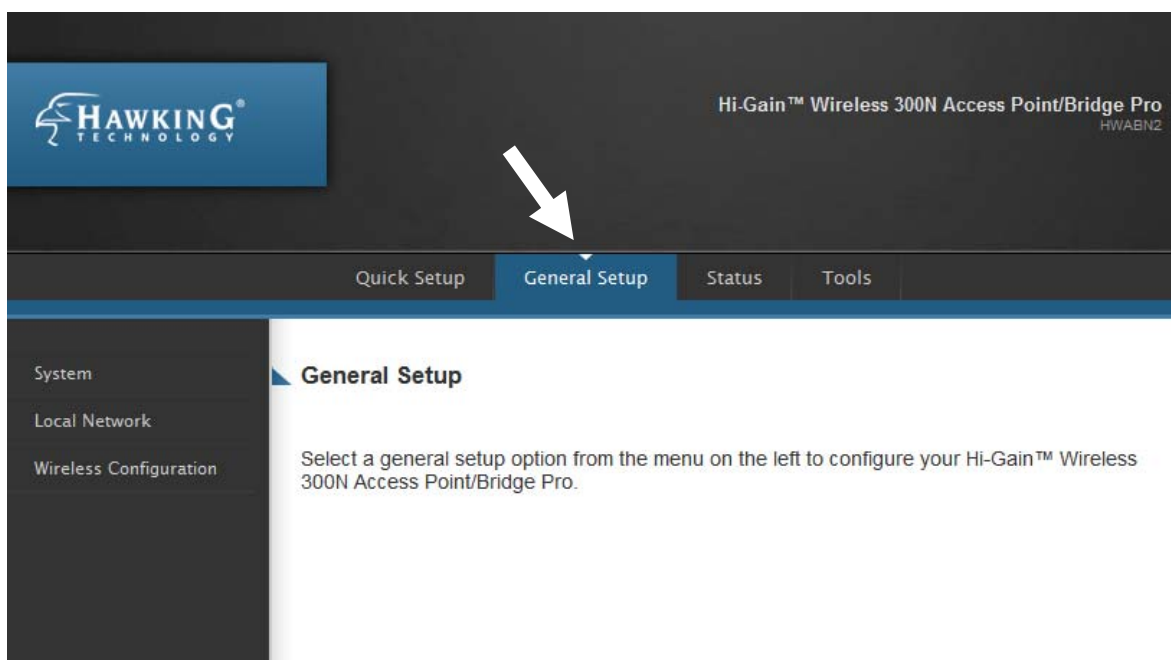 HAWKING®
TECHNOLOGY
Hi-Gain™ Wireless 300N Access Point/Bridge Pro
HWABN2
Quick Setup
General Setup
Status
Tools
System
Local Network
Wireless Configuration
General Setup
Select a general setup option from the menu on the left to configure your Hi-Gain™ Wireless
300N Access Point/Bridge Pro.